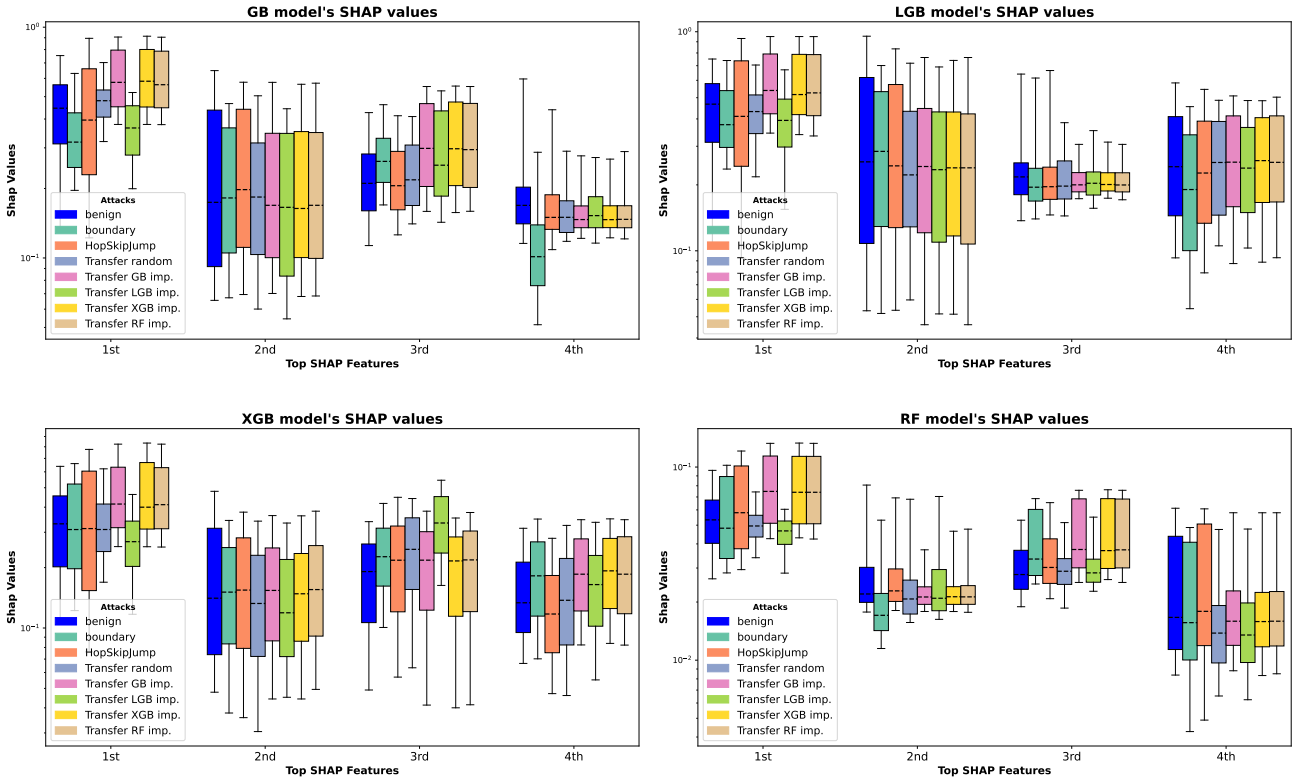 GB model's SHAP values
Shap Values
10⁰
10⁻¹
Attacks
benign
boundary
HopSkipJump
Transfer random
Transfer GB imp.
Transfer LGB imp.
Transfer XGB imp.
Transfer RF imp.
1st 2nd 3rd 4th
Top SHAP Features
LGB model's SHAP values
Shap Values
10⁰
10⁻¹
Attacks
benign
boundary
HopSkipJump
Transfer random
Transfer GB imp.
Transfer LGB imp.
Transfer XGB imp.
Transfer RF imp.
1st 2nd 3rd 4th
Top SHAP Features
XGB model's SHAP values
Shap Values
10⁻¹
Attacks
benign
boundary
HopSkipJump
Transfer random
Transfer GB imp.
Transfer LGB imp.
Transfer XGB imp.
Transfer RF imp.
1st 2nd 3rd 4th
Top SHAP Features
RF model's SHAP values
Shap Values
10⁻¹
10⁻²
Attacks
benign
boundary
HopSkipJump
Transfer random
Transfer GB imp.
Transfer LGB imp.
Transfer XGB imp.
Transfer RF imp.
1st 2nd 3rd 4th
Top SHAP Features